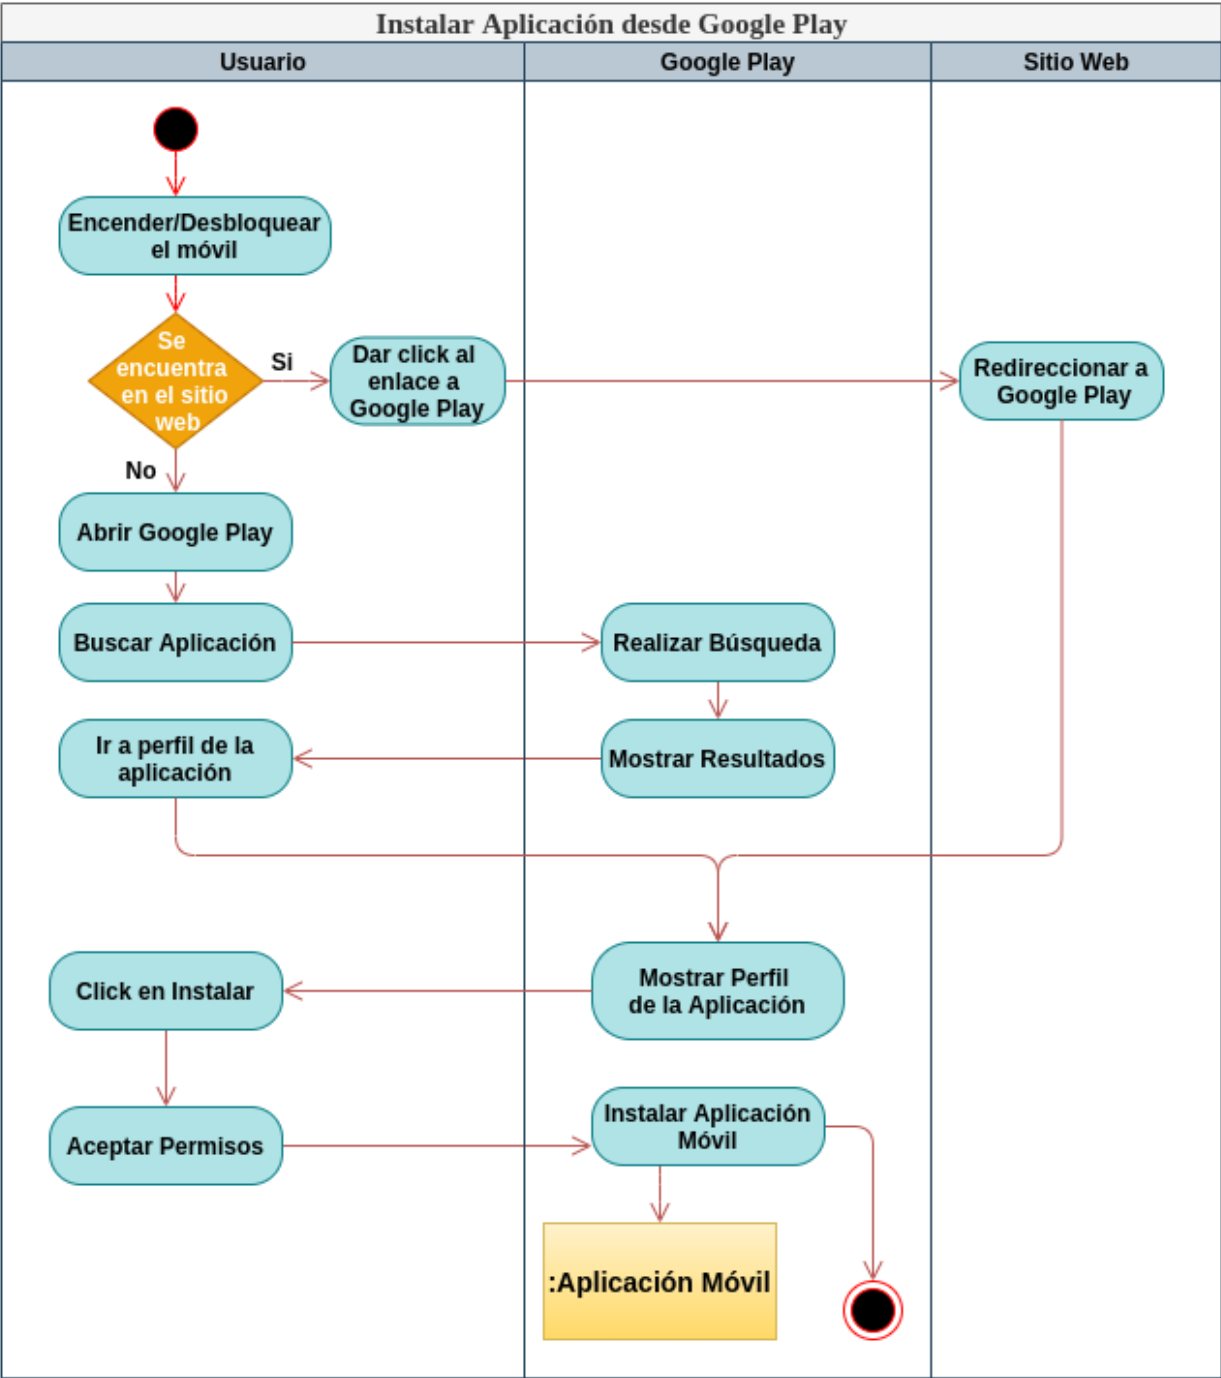 Instalar Aplicación desde Google Play
Usuario
Google Play
Sitio Web
Encender/Desbloquear
el móvil
Se
encuentra
en el sitio
web
Si
Dar click al
enlace a
Google Play
Redireccionar a
Google Play
No
Abrir Google Play
Buscar Aplicación
Realizar Búsqueda
Ir a perfil de la
aplicación
Mostrar Resultados
Click en Instalar
Mostrar Perfil
de la Aplicación
Aceptar Permisos
Instalar Aplicación
Móvil
:Aplicación Móvil